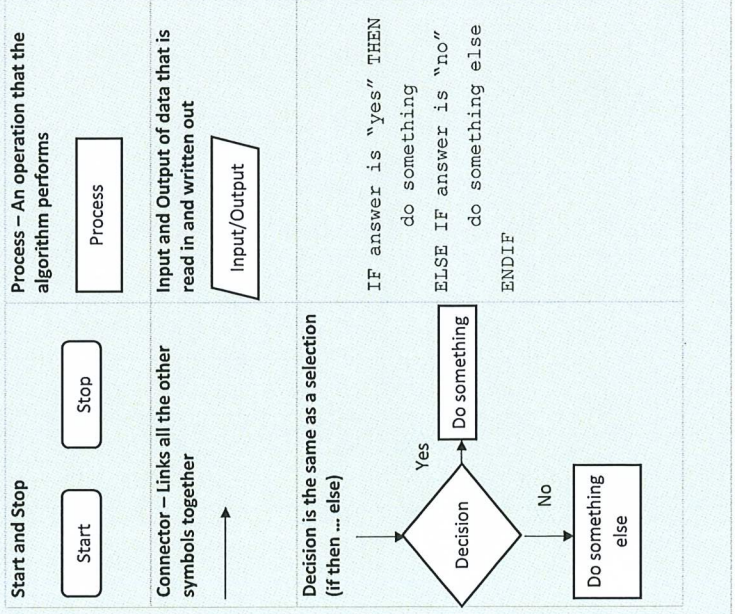 Start and Stop
Start
Stop
Process – An operation that the
algorithm performs
Process
Connector – Links all the other
symbols together
Input and Output of data that is
read in and written out
Input/Output
Decision is the same as a selection
(if then ... else)
Decision
Yes
Do something
No
Do something
else
IF answer is “yes” THEN
do something
ELSE IF answer is “no”
do something else
ENDIF